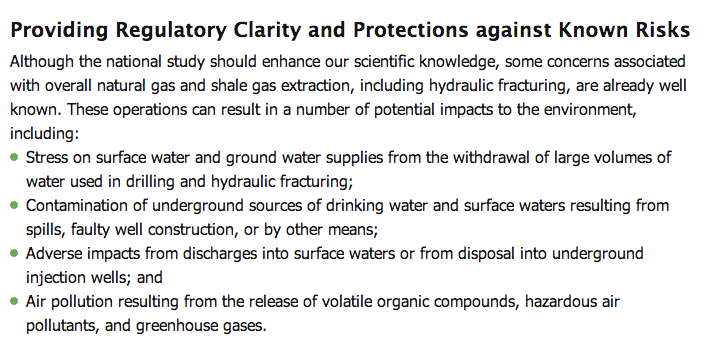 Providing Regulatory Clarity and Protections against Known Risks
Although the national study should enhance our scientific knowledge, some concerns associated
with overall natural gas and shale gas extraction, including hydraulic fracturing, are already well
known. These operations can result in a number of potential impacts to the environment,
including:
Stress on surface water and ground water supplies from the withdrawal of large volumes of
water used in drilling and hydraulic fracturing;
Contamination of underground sources of drinking water and surface waters resulting from
spills, faulty well construction, or by other means;
Adverse impacts from discharges into surface waters or from disposal into underground
injection wells; and
Air pollution resulting from the release of volatile organic compounds, hazardous air
pollutants, and greenhouse gases.